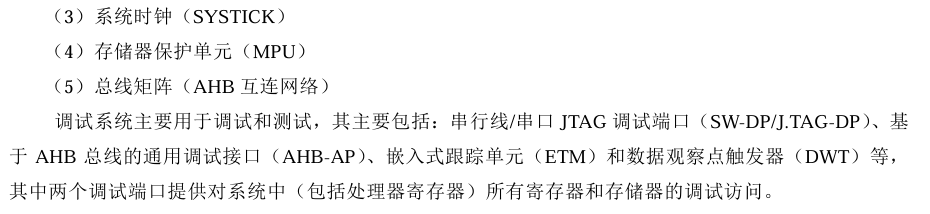 （3）系统时钟（SYSTICK）
（4）存储器保护单元（MPU）
（5）总线矩阵（AHB 互连网络）
调试系统主要用于调试和测试，其主要包括：串行线/串口 JTAG 调试端口（SW-DP/J.TAG-DP）、基
于 AHB 总线的通用调试接口（AHB-AP）、嵌入式跟踪单元（ETM）和数据观察点触发器（DWT）等，
其中两个调试端口提供对系统中（包括处理器寄存器）所有寄存器和存储器的调试访问。